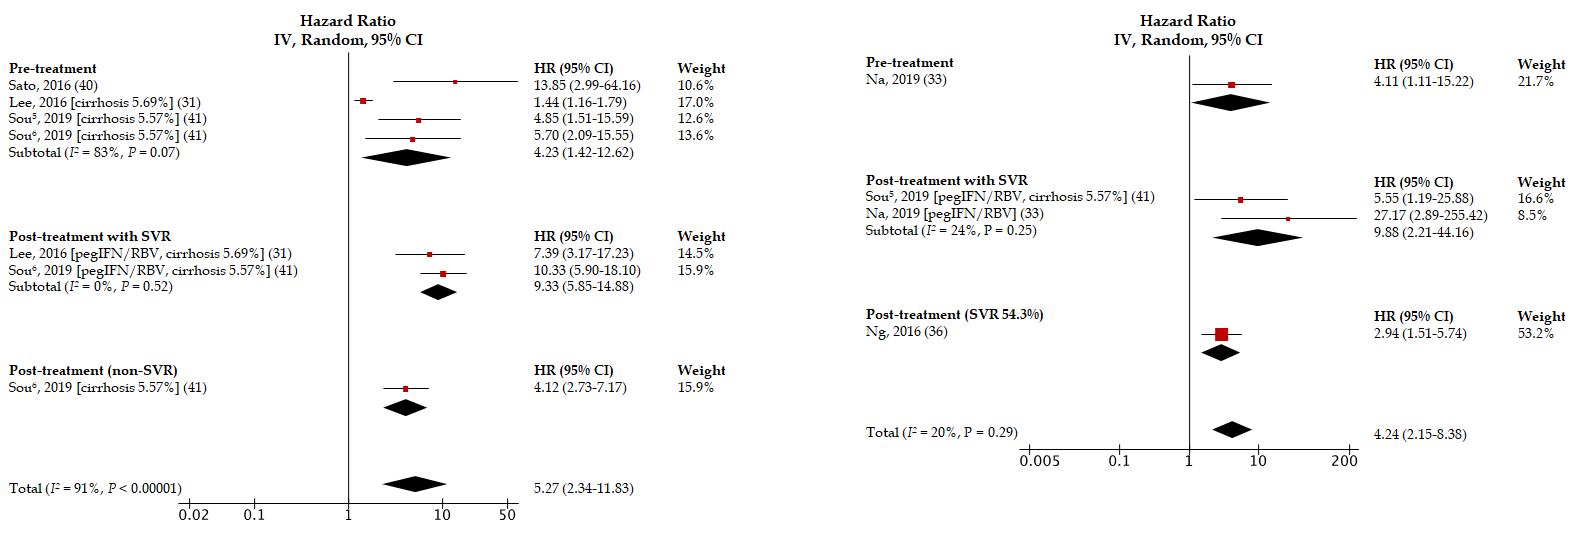 Hazard Ratio
IV, Random, 95% CI
Pre-treatment HR (95% CI) Weight
Sato, 2016 (40) 13.85 (2.99-64.16) 10.6%
Lee, 2016 [cirrhosis 5.69%] (31) 1.44 (1.16-1.79) 17.0%
Sou⁵, 2019 [cirrhosis 5.57%] (41) 4.85 (1.51-15.59) 12.6%
Sou⁶, 2019 [cirrhosis 5.57%] (41) 5.70 (2.09-15.55) 13.6%
Subtotal (I² = 83%, P = 0.07) 4.23 (1.42-12.62)
Post-treatment with SVR HR (95% CI) Weight
Lee, 2016 [pegIFN/RBV, cirrhosis 5.69%] (31) 7.39 (3.17-17.23) 14.5%
Sou⁶, 2019 [pegIFN/RBV, cirrhosis 5.57%] (41) 10.33 (5.90-18.10) 15.9%
Subtotal (I² = 0%, P = 0.52) 9.33 (5.85-14.88)
Post-treatment (non-SVR) HR (95% CI) Weight
Sou⁶, 2019 [cirrhosis 5.57%] (41) 4.12 (2.73-7.17) 15.9%
Total (I² = 91%, P < 0.00001) 5.27 (2.34-11.83)
0.02 0.1 1 10 50
Hazard Ratio
IV, Random, 95% CI
Pre-treatment HR (95% CI) Weight
Na, 2019 (33) 4.11 (1.11-15.22) 21.7%
Post-treatment with SVR HR (95% CI) Weight
Sou⁵, 2019 [pegIFN/RBV, cirrhosis 5.57%] (41) 5.55 (1.19-25.88) 16.6%
Na, 2019 [pegIFN/RBV] (33) 27.17 (2.89-255.42) 8.5%
Subtotal (I² = 24%, P = 0.25) 9.88 (2.21-44.16)
Post-treatment (SVR 54.3%) HR (95% CI) Weight
Ng, 2016 (36) 2.94 (1.51-5.74) 53.2%
Total (I² = 20%, P = 0.29) 4.24 (2.15-8.38)
0.005 0.1 1 10 200